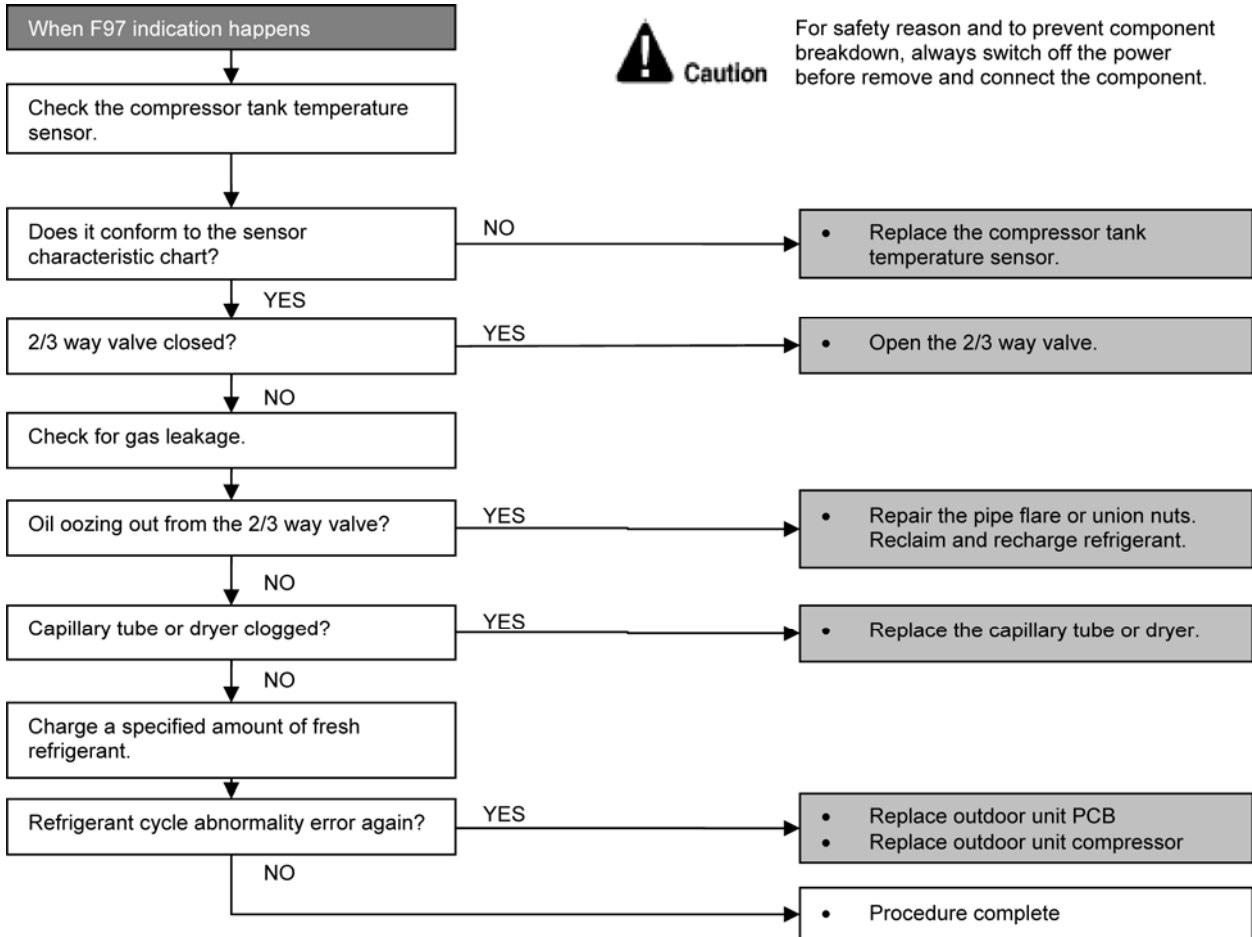 When F97 indication happens
Caution
For safety reason and to prevent component
breakdown, always switch off the power
before remove and connect the component.
Check the compressor tank temperature
sensor.
Does it conform to the sensor
characteristic chart?
NO
• Replace the compressor tank
temperature sensor.
YES
2/3 way valve closed?
YES
• Open the 2/3 way valve.
NO
Check for gas leakage.
Oil oozing out from the 2/3 way valve?
YES
• Repair the pipe flare or union nuts.
Reclaim and recharge refrigerant.
NO
Capillary tube or dryer clogged?
YES
• Replace the capillary tube or dryer.
NO
Charge a specified amount of fresh
refrigerant.
Refrigerant cycle abnormality error again?
YES
• Replace outdoor unit PCB
• Replace outdoor unit compressor
NO
• Procedure complete